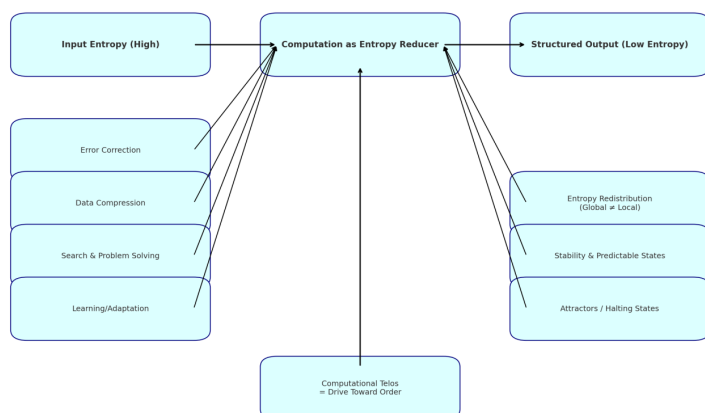 Input Entropy (High)
Computation as Entropy Reducer
Structured Output (Low Entropy)
Error Correction
Data Compression
Search & Problem Solving
Learning/Adaptation
Entropy Redistribution
(Global ≠ Local)
Stability & Predictable States
Attractors / Halting States
Computational Telos
= Drive Toward Order